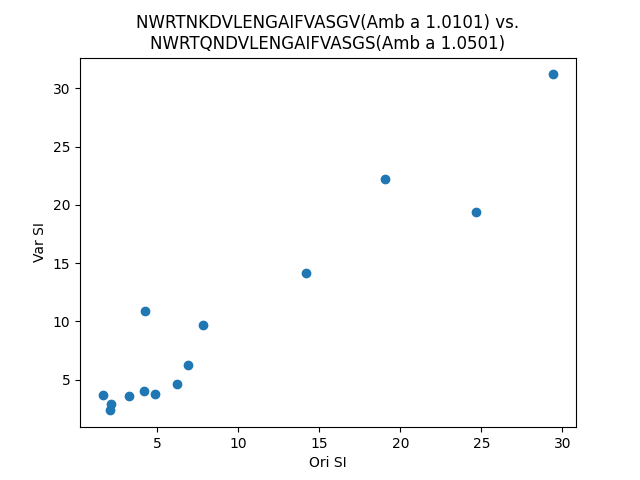 NWRTNKDVLENGAIFVASGV(Amb a 1.0101) vs.
NWRTQNDVLENGAIFVASGS(Amb a 1.0501)
30
25
20
15
10
5
Var SI
5 10 15 20 25 30
Ori SI